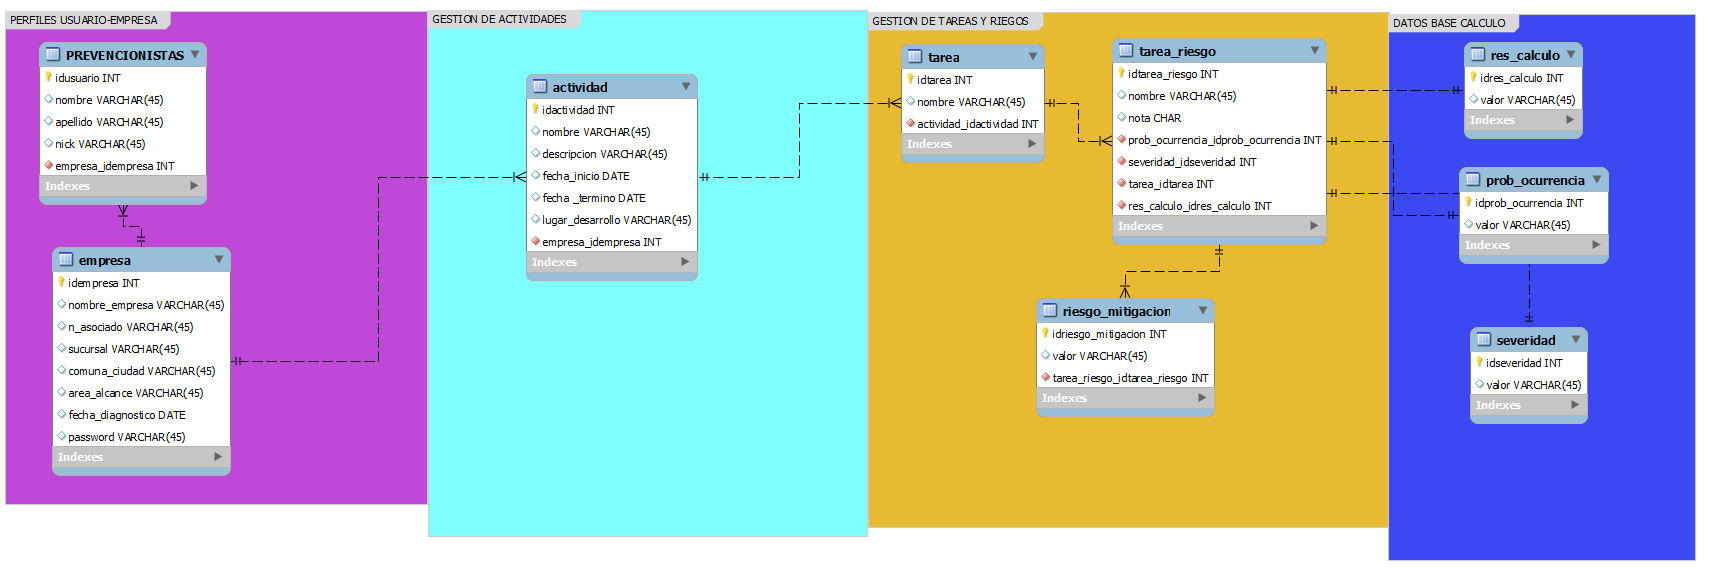 PERFILES USUARIO-EMPRESA
PREVENCIONISTAS
idusuario INT
nombre VARCHAR(45)
apellido VARCHAR(45)
nick VARCHAR(45)
empresa_idempresa INT
Indexes
empresa
idempresa INT
nombre_empresa VARCHAR(45)
n_asociado VARCHAR(45)
sucursal VARCHAR(45)
comuna_ciudad VARCHAR(45)
area_alcance VARCHAR(45)
fecha_diagnostico DATE
password VARCHAR(45)
Indexes
GESTION DE ACTIVIDADES
actividad
idactividad INT
nombre VARCHAR(45)
descripcion VARCHAR(45)
fecha_inicio DATE
fecha _termino DATE
lugar_desarrollo VARCHAR(45)
empresa_idempresa INT
Indexes
GESTION DE TAREAS Y RIEGOS
tarea
idtarea INT
nombre VARCHAR(45)
actividad_idactividad INT
Indexes
tarea_riesgo
idtarea_riesgo INT
nombre VARCHAR(45)
nota CHAR
prob_ocurrencia_idprob_ocurrencia INT
severidad_idseveridad INT
tarea_idtarea INT
res_calculo_idres_calculo INT
Indexes
riesgo_mitigacion
idriesgo_mitigacion INT
valor VARCHAR(45)
tarea_riesgo_idtarea_riesgo INT
Indexes
DATOS BASE CALCULO
res_calculo
idres_calculo INT
valor VARCHAR(45)
Indexes
prob_ocurrencia
idprob_ocurrencia INT
valor VARCHAR(45)
Indexes
severidad
idseveridad INT
valor VARCHAR(45)
Indexes